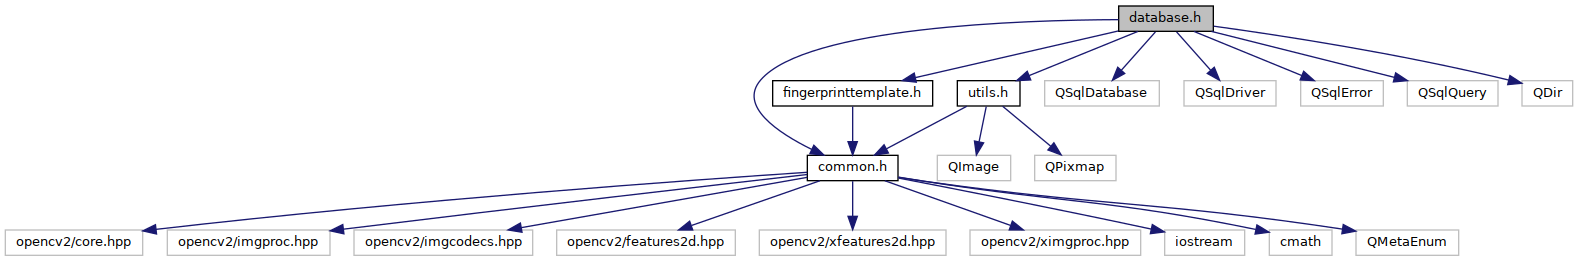 database.h
fingerprinttemplate.h
utils.h
QSqlDatabase
QSqlDriver
QSqlError
QSqlQuery
QDir
common.h
QImage
QPixmap
opencv2/core.hpp
opencv2/imgproc.hpp
opencv2/imgcodecs.hpp
opencv2/features2d.hpp
opencv2/xfeatures2d.hpp
opencv2/ximgproc.hpp
iostream
cmath
QMetaEnum